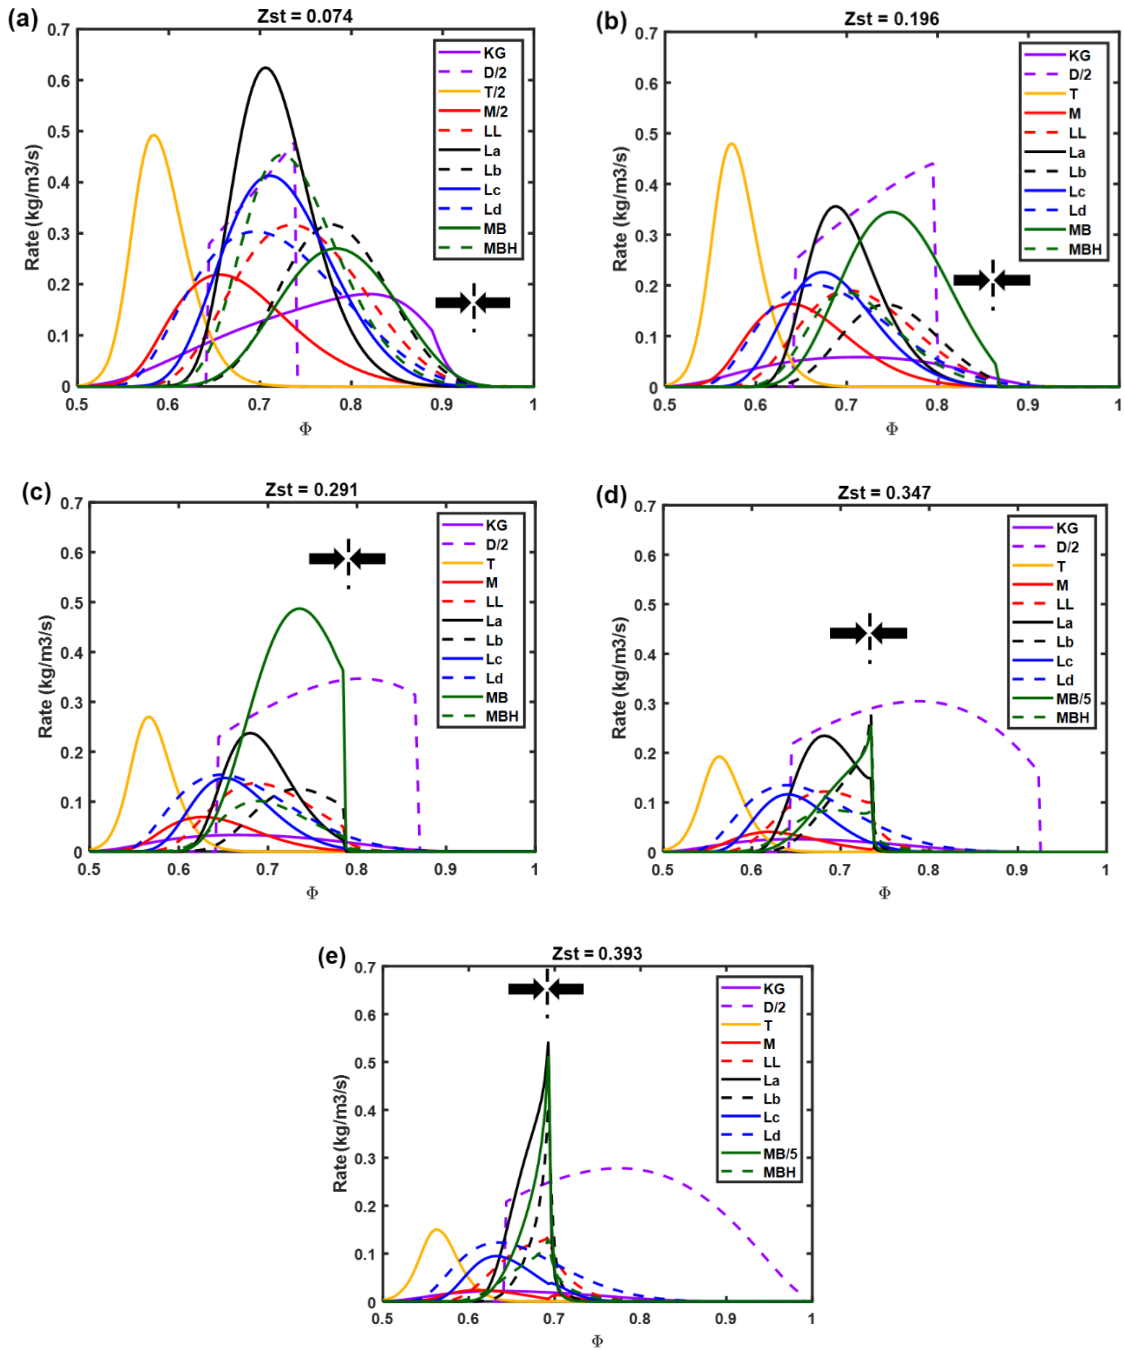 (a)
Zst = 0.074
0.7
0.6
0.5
0.4
0.3
0.2
0.1
0
Rate (kg/m3/s)
0.5 0.6 0.7 0.8 0.9 1
Φ
KG
D/2
T/2
M/2
LL
La
Lb
Lc
Ld
MB
MBH
(b)
Zst = 0.196
0.7
0.6
0.5
0.4
0.3
0.2
0.1
0
Rate (kg/m3/s)
0.5 0.6 0.7 0.8 0.9 1
Φ
KG
D/2
T
M
LL
La
Lb
Lc
Ld
MB
MBH
(c)
Zst = 0.291
0.7
0.6
0.5
0.4
0.3
0.2
0.1
0
Rate (kg/m3/s)
0.5 0.6 0.7 0.8 0.9 1
Φ
KG
D/2
T
M
LL
La
Lb
Lc
Ld
MB
MBH
(d)
Zst = 0.347
0.7
0.6
0.5
0.4
0.3
0.2
0.1
0
Rate (kg/m3/s)
0.5 0.6 0.7 0.8 0.9 1
Φ
KG
D/2
T
M
LL
La
Lb
Lc
Ld
MB/5
MBH
(e)
Zst = 0.393
0.7
0.6
0.5
0.4
0.3
0.2
0.1
0
Rate (kg/m3/s)
0.5 0.6 0.7 0.8 0.9 1
Φ
KG
D/2
T
M
LL
La
Lb
Lc
Ld
MB/5
MBH